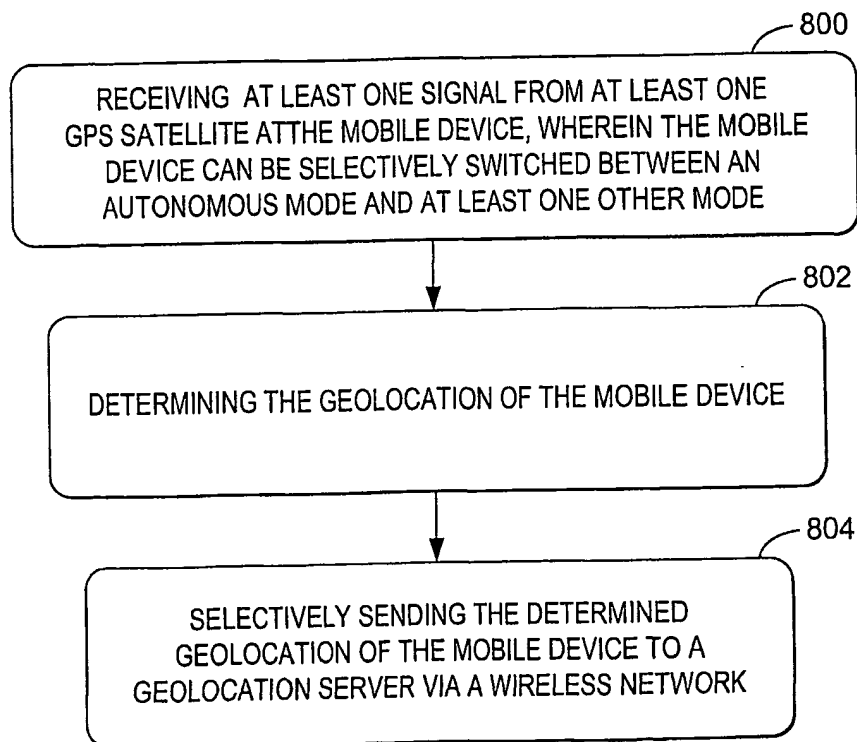 800
RECEIVING AT LEAST ONE SIGNAL FROM AT LEAST ONE
GPS SATELLITE ATTHE MOBILE DEVICE, WHEREIN THE MOBILE
DEVICE CAN BE SELECTIVELY SWITCHED BETWEEN AN
AUTONOMOUS MODE AND AT LEAST ONE OTHER MODE
802
DETERMINING THE GEOLOCATION OF THE MOBILE DEVICE
804
SELECTIVELY SENDING THE DETERMINED
GEOLOCATION OF THE MOBILE DEVICE TO A
GEOLOCATION SERVER VIA A WIRELESS NETWORK